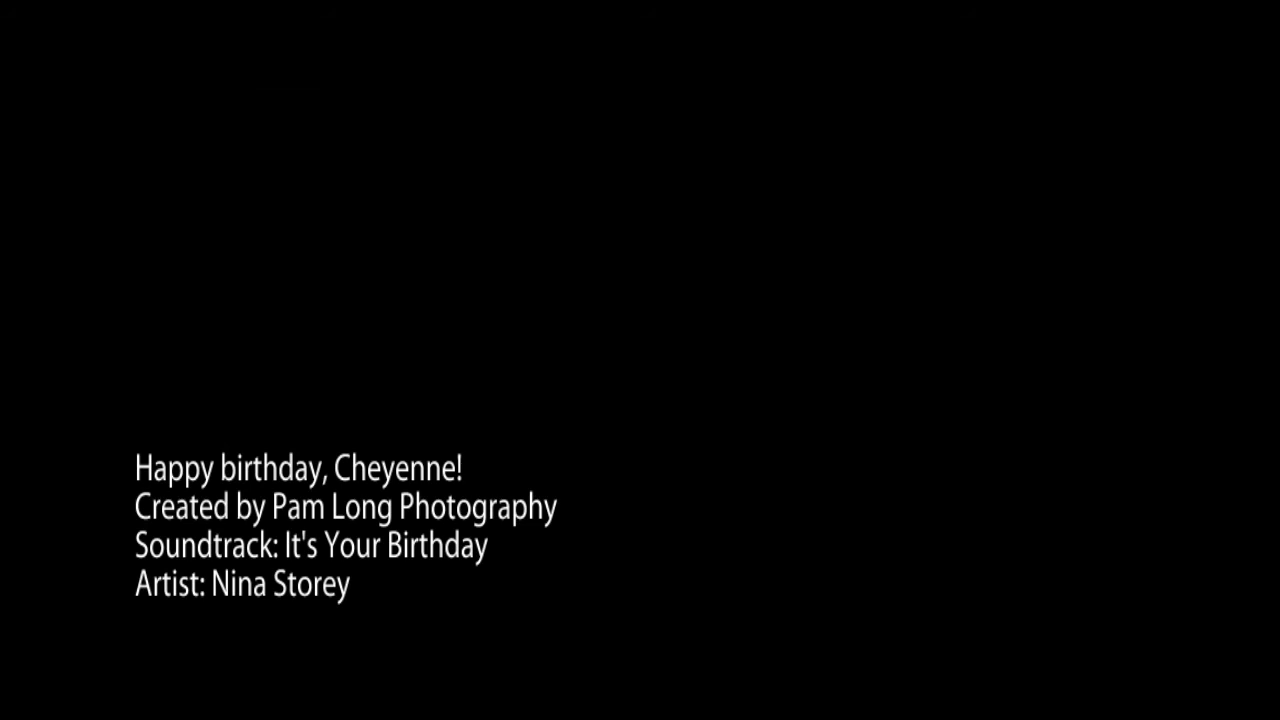 Happy birthday, Cheyenne!
Created by Pam Long Photography
Soundtrack: It's Your Birthday
Artist: Nina Storey